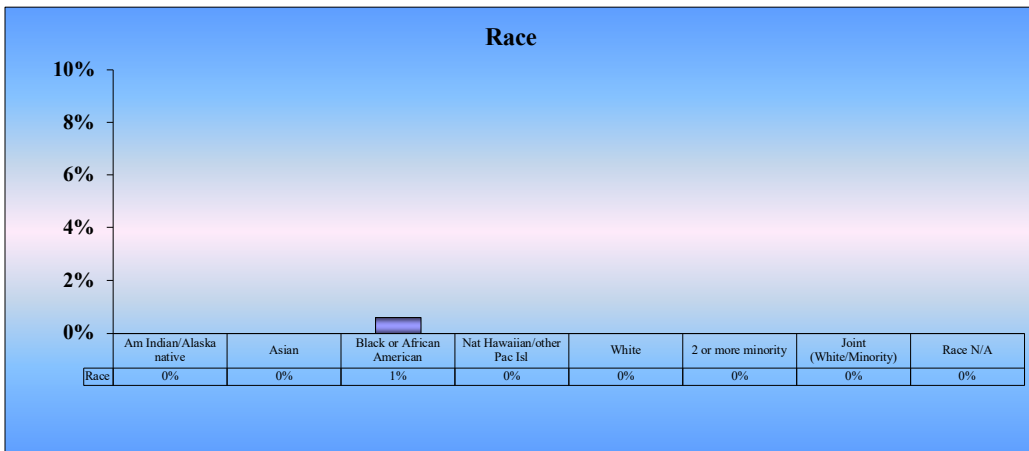 Race
10%
8%
6%
4%
2%
0%
Am Indian/Alaska native
Asian
Black or African American
Nat Hawaiian/other Pac Isl
White
2 or more minority
Joint (White/Minority)
Race N/A
Race 0% 0% 1% 0% 0% 0% 0% 0%